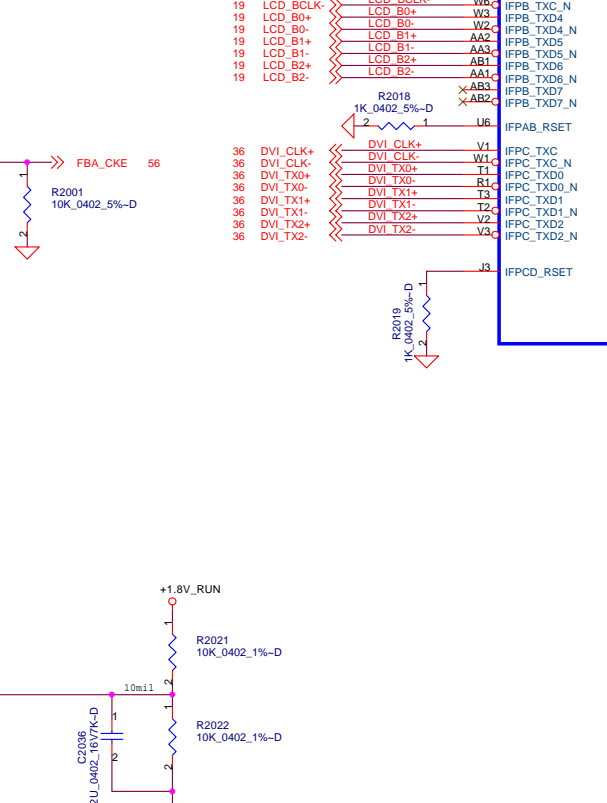 19 LCD_BCLK- LCD_BCLK- W6 IFPB_TXC_N
19 LCD_B0+ LCD_B0+ W3 IFPB_TXD4
19 LCD_B0- LCD_B0- W2 IFPB_TXD4_N
19 LCD_B1+ LCD_B1+ AA2 IFPB_TXD5
19 LCD_B1- LCD_B1- AA3 IFPB_TXD5_N
19 LCD_B2+ LCD_B2+ AB1 IFPB_TXD6
19 LCD_B2- LCD_B2- AA1 IFPB_TXD6_N
AB3 IFPB_TXD7
AB2 IFPB_TXD7_N
R2018
1K_0402_5%~D
2 1 U6 IFPAB_RSET
36 DVI_CLK+ DVI_CLK+ V1 IFPC_TXC
36 DVI_CLK- DVI_CLK- W1 IFPC_TXC_N
36 DVI_TX0+ DVI_TX0+ T1 IFPC_TXD0
36 DVI_TX0- DVI_TX0- R1 IFPC_TXD0_N
36 DVI_TX1+ DVI_TX1+ T3 IFPC_TXD1
36 DVI_TX1- DVI_TX1- T2 IFPC_TXD1_N
36 DVI_TX2+ DVI_TX2+ V2 IFPC_TXD2
36 DVI_TX2- DVI_TX2- V3 IFPC_TXD2_N
FBA_CKE 56
1
R2001
10K_0402_5%~D
2
J3 IFPCD_RSET
1
R2019
1K_0402_5%~D
2
+1.8V_RUN
1
R2021
10K_0402_1%~D
2
10mil
1
R2022
10K_0402_1%~D
2
1
C2036
2U_0402_16V7K~D
2